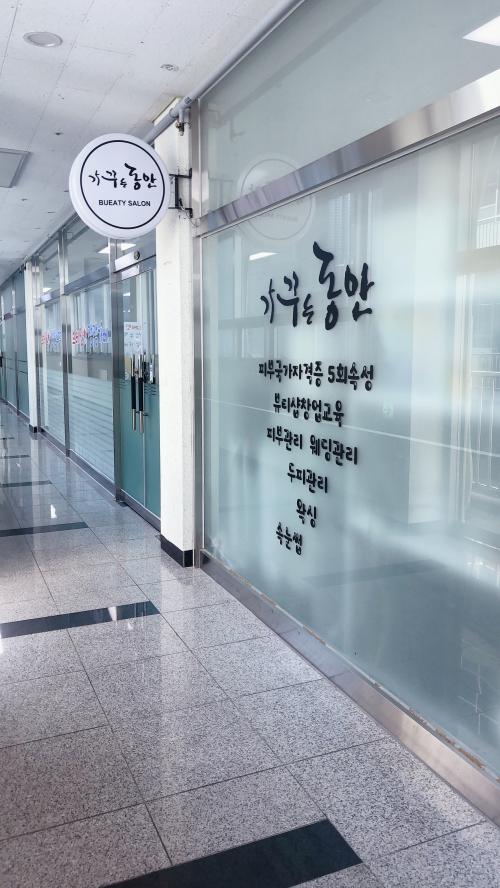 가꾸는동안
BUEATY SALON
가꾸는동안
피부국가자격증 5회속성
뷰티샵창업교육
피부관리 웨딩관리
두피관리
왁싱
속눈썹